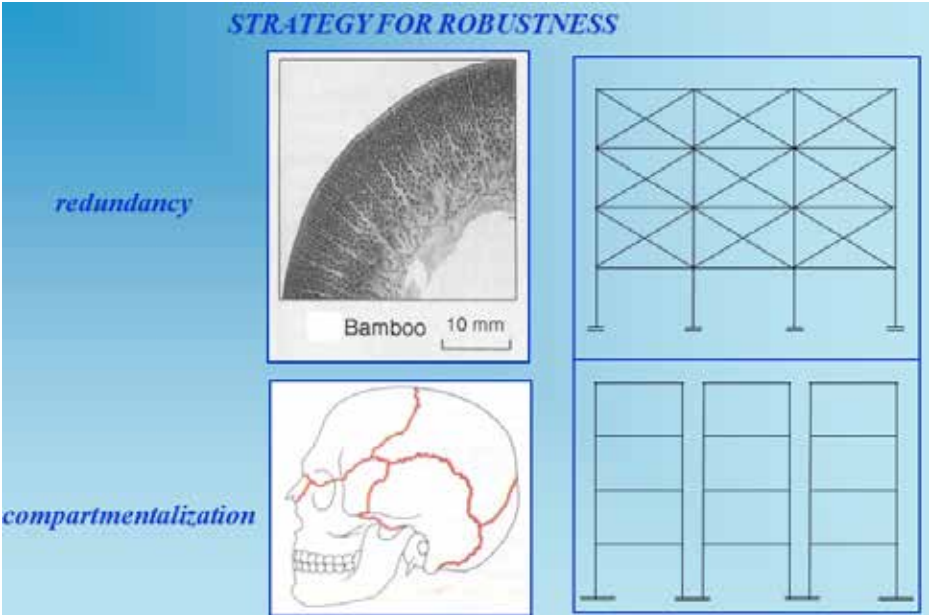 STRATEGY FOR ROBUSTNESS
redundancy
Bamboo 10 mm
compartmentalization